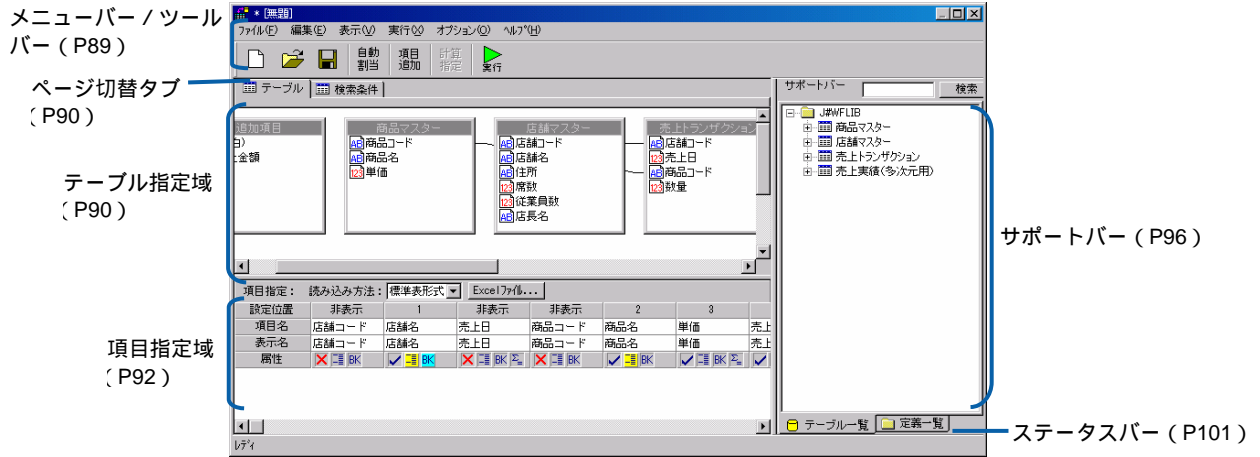 メニューバー / ツール
バー ( P89 )
ページ切替タブ
( P90 )
テーブル指定域
( P90 )
項目指定域
( P92 )
* [無題]
ファイル(F) 編集(E) 表示(V) 実行(X) オプション(O) ヘルプ(H)
自動割当 項目追加 計算指定 実行
テーブル 検索条件
追加項目
)
金額
商品マスター
商品コード
商品名
単価
店舗マスター
店舗コード
店舗名
住所
席数
従業員数
店長名
売上トランザクション
店舗コード
売上日
商品コード
数量
項目指定: 読み込み方法: 標準表形式 Excelファイル...
設定位置 非表示 1 非表示 非表示 2 3
項目名 店舗コード 店舗名 売上日 商品コード 商品名 単価 売上
表示名 店舗コード 店舗名 売上日 商品コード 商品名 単価 売上
属性 BK BK BK BK BK BK
レディ
サポートバー 検索
J#WFLIB
商品マスター
店舗マスター
売上トランザクション
売上実績(多次元用)
テーブル一覧 定義一覧
サポートバー ( P96 )
ステータスバー ( P101 )